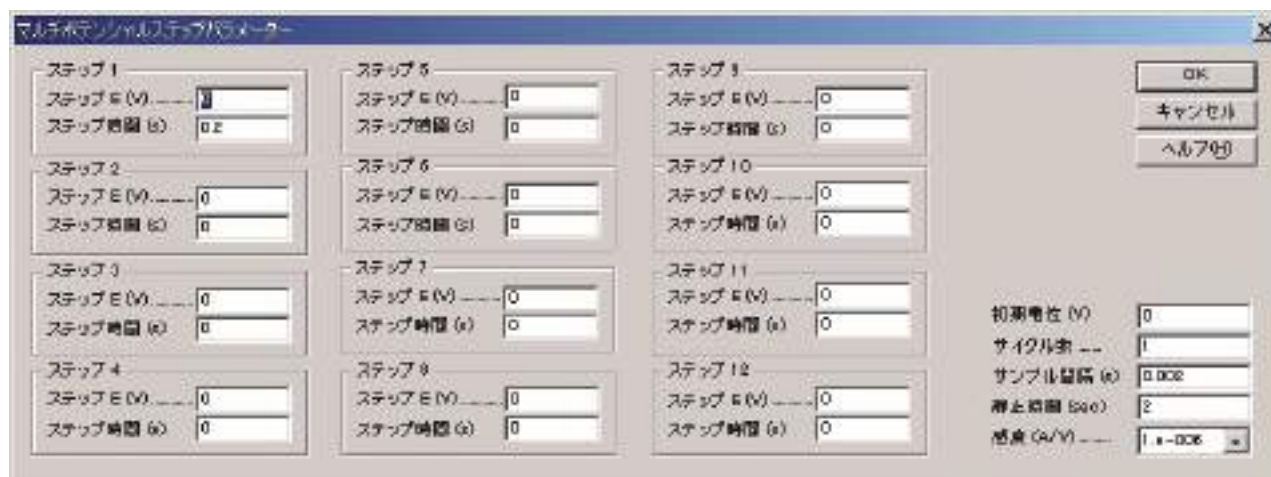 マルチポテンシャルステップパラメーター
ステップ 1
ステップ E (V)
0
ステップ時間 (s)
0.2
ステップ 2
ステップ E (V)
0
ステップ時間 (s)
0
ステップ 3
ステップ E (V)
0
ステップ時間 (s)
0
ステップ 4
ステップ E (V)
0
ステップ時間 (s)
0
ステップ 5
ステップ E (V)
0
ステップ時間 (s)
0
ステップ 6
ステップ E (V)
0
ステップ時間 (s)
0
ステップ 7
ステップ E (V)
0
ステップ時間 (s)
0
ステップ 8
ステップ E (V)
0
ステップ時間 (s)
0
ステップ 9
ステップ E (V)
0
ステップ時間 (s)
0
ステップ 10
ステップ E (V)
0
ステップ時間 (s)
0
ステップ 11
ステップ E (V)
0
ステップ時間 (s)
0
ステップ 12
ステップ E (V)
0
ステップ時間 (s)
0
OK
キャンセル
ヘルプ(H)
初期電位 (V)
0
サイクル数
1
サンプル間隔 (s)
0.002
静止時間 (sec)
2
感度 (A/V)
1.e-006